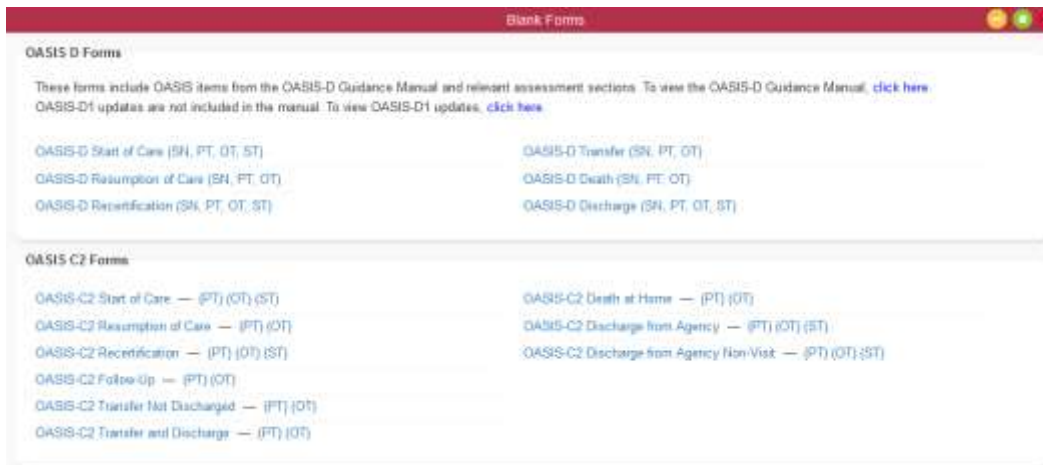 Blank Forms
OASIS D Forms
These forms include OASIS items from the OASIS-D Guidance Manual and relevant assessment sections. To view the OASIS-D Guidance Manual, click here.
OASIS-D1 updates are not included in the manual. To view OASIS-D1 updates, click here.
OASIS-D Start of Care (SN, PT, OT, ST)
OASIS-D Transfer (SN, PT, OT)
OASIS-D Resumption of Care (SN, PT, OT)
OASIS-D Death (SN, PT, OT)
OASIS-D Recertification (SN, PT, OT, ST)
OASIS-D Discharge (SN, PT, OT, ST)
OASIS C2 Forms
OASIS-C2 Start of Care — (PT) (OT) (ST)
OASIS-C2 Death at Home — (PT) (OT)
OASIS-C2 Resumption of Care — (PT) (OT)
OASIS-C2 Discharge from Agency — (PT) (OT) (ST)
OASIS-C2 Recertification — (PT) (OT) (ST)
OASIS-C2 Discharge from Agency Non-Visit — (PT) (OT) (ST)
OASIS-C2 Follow-Up — (PT) (OT)
OASIS-C2 Transfer Not Discharged — (PT) (OT)
OASIS-C2 Transfer and Discharge — (PT) (OT)